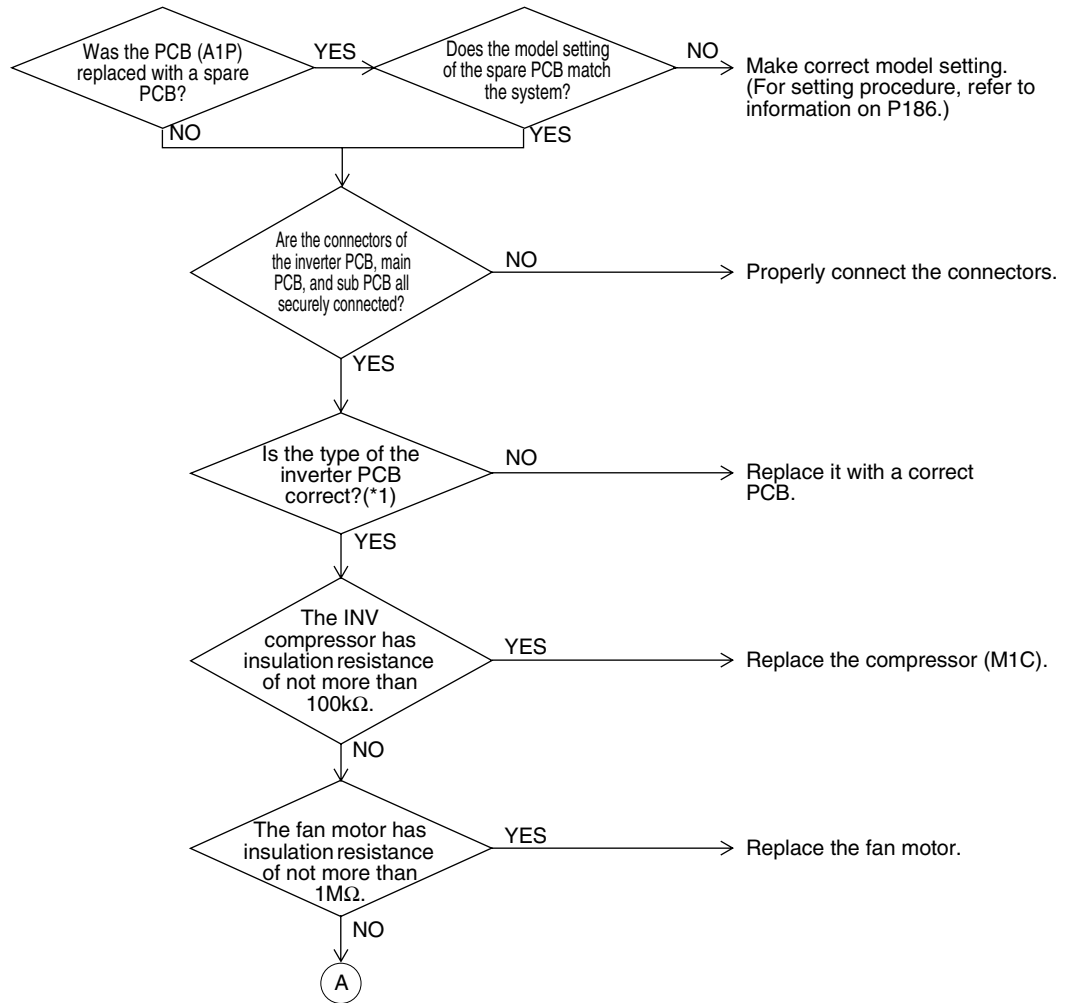 Was the PCB (A1P)
replaced with a spare
PCB?
YES
Does the model setting
of the spare PCB match
the system?
NO
Make correct model setting.
(For setting procedure, refer to
information on P186.)
NO
YES
Are the connectors of
the inverter PCB, main
PCB, and sub PCB all
securely connected?
NO
Properly connect the connectors.
YES
Is the type of the
inverter PCB
correct?(*1)
NO
Replace it with a correct
PCB.
YES
The INV
compressor has
insulation resistance
of not more than
100kΩ.
YES
Replace the compressor (M1C).
NO
The fan motor has
insulation resistance
of not more than
1MΩ.
YES
Replace the fan motor.
NO
A